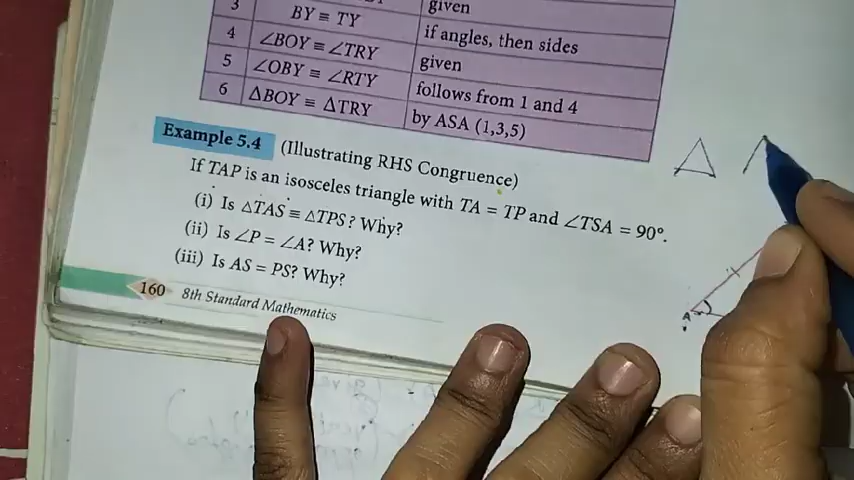 3 BY ≡ TY given
4 ∠BOY ≡ ∠TRY if angles, then sides
5 ∠OBY ≡ ∠RTY given
6 ΔBOY ≡ ΔTRY follows from 1 and 4
by ASA (1,3,5)
Example 5.4 (Illustrating RHS Congruence)
If TAP is an isosceles triangle with TA = TP and ∠TSA = 90°.
(i) Is ΔTAS ≡ ΔTPS? Why?
(ii) Is ∠P = ∠A? Why?
(iii) Is AS = PS? Why?
160 8th Standard Mathematics
A